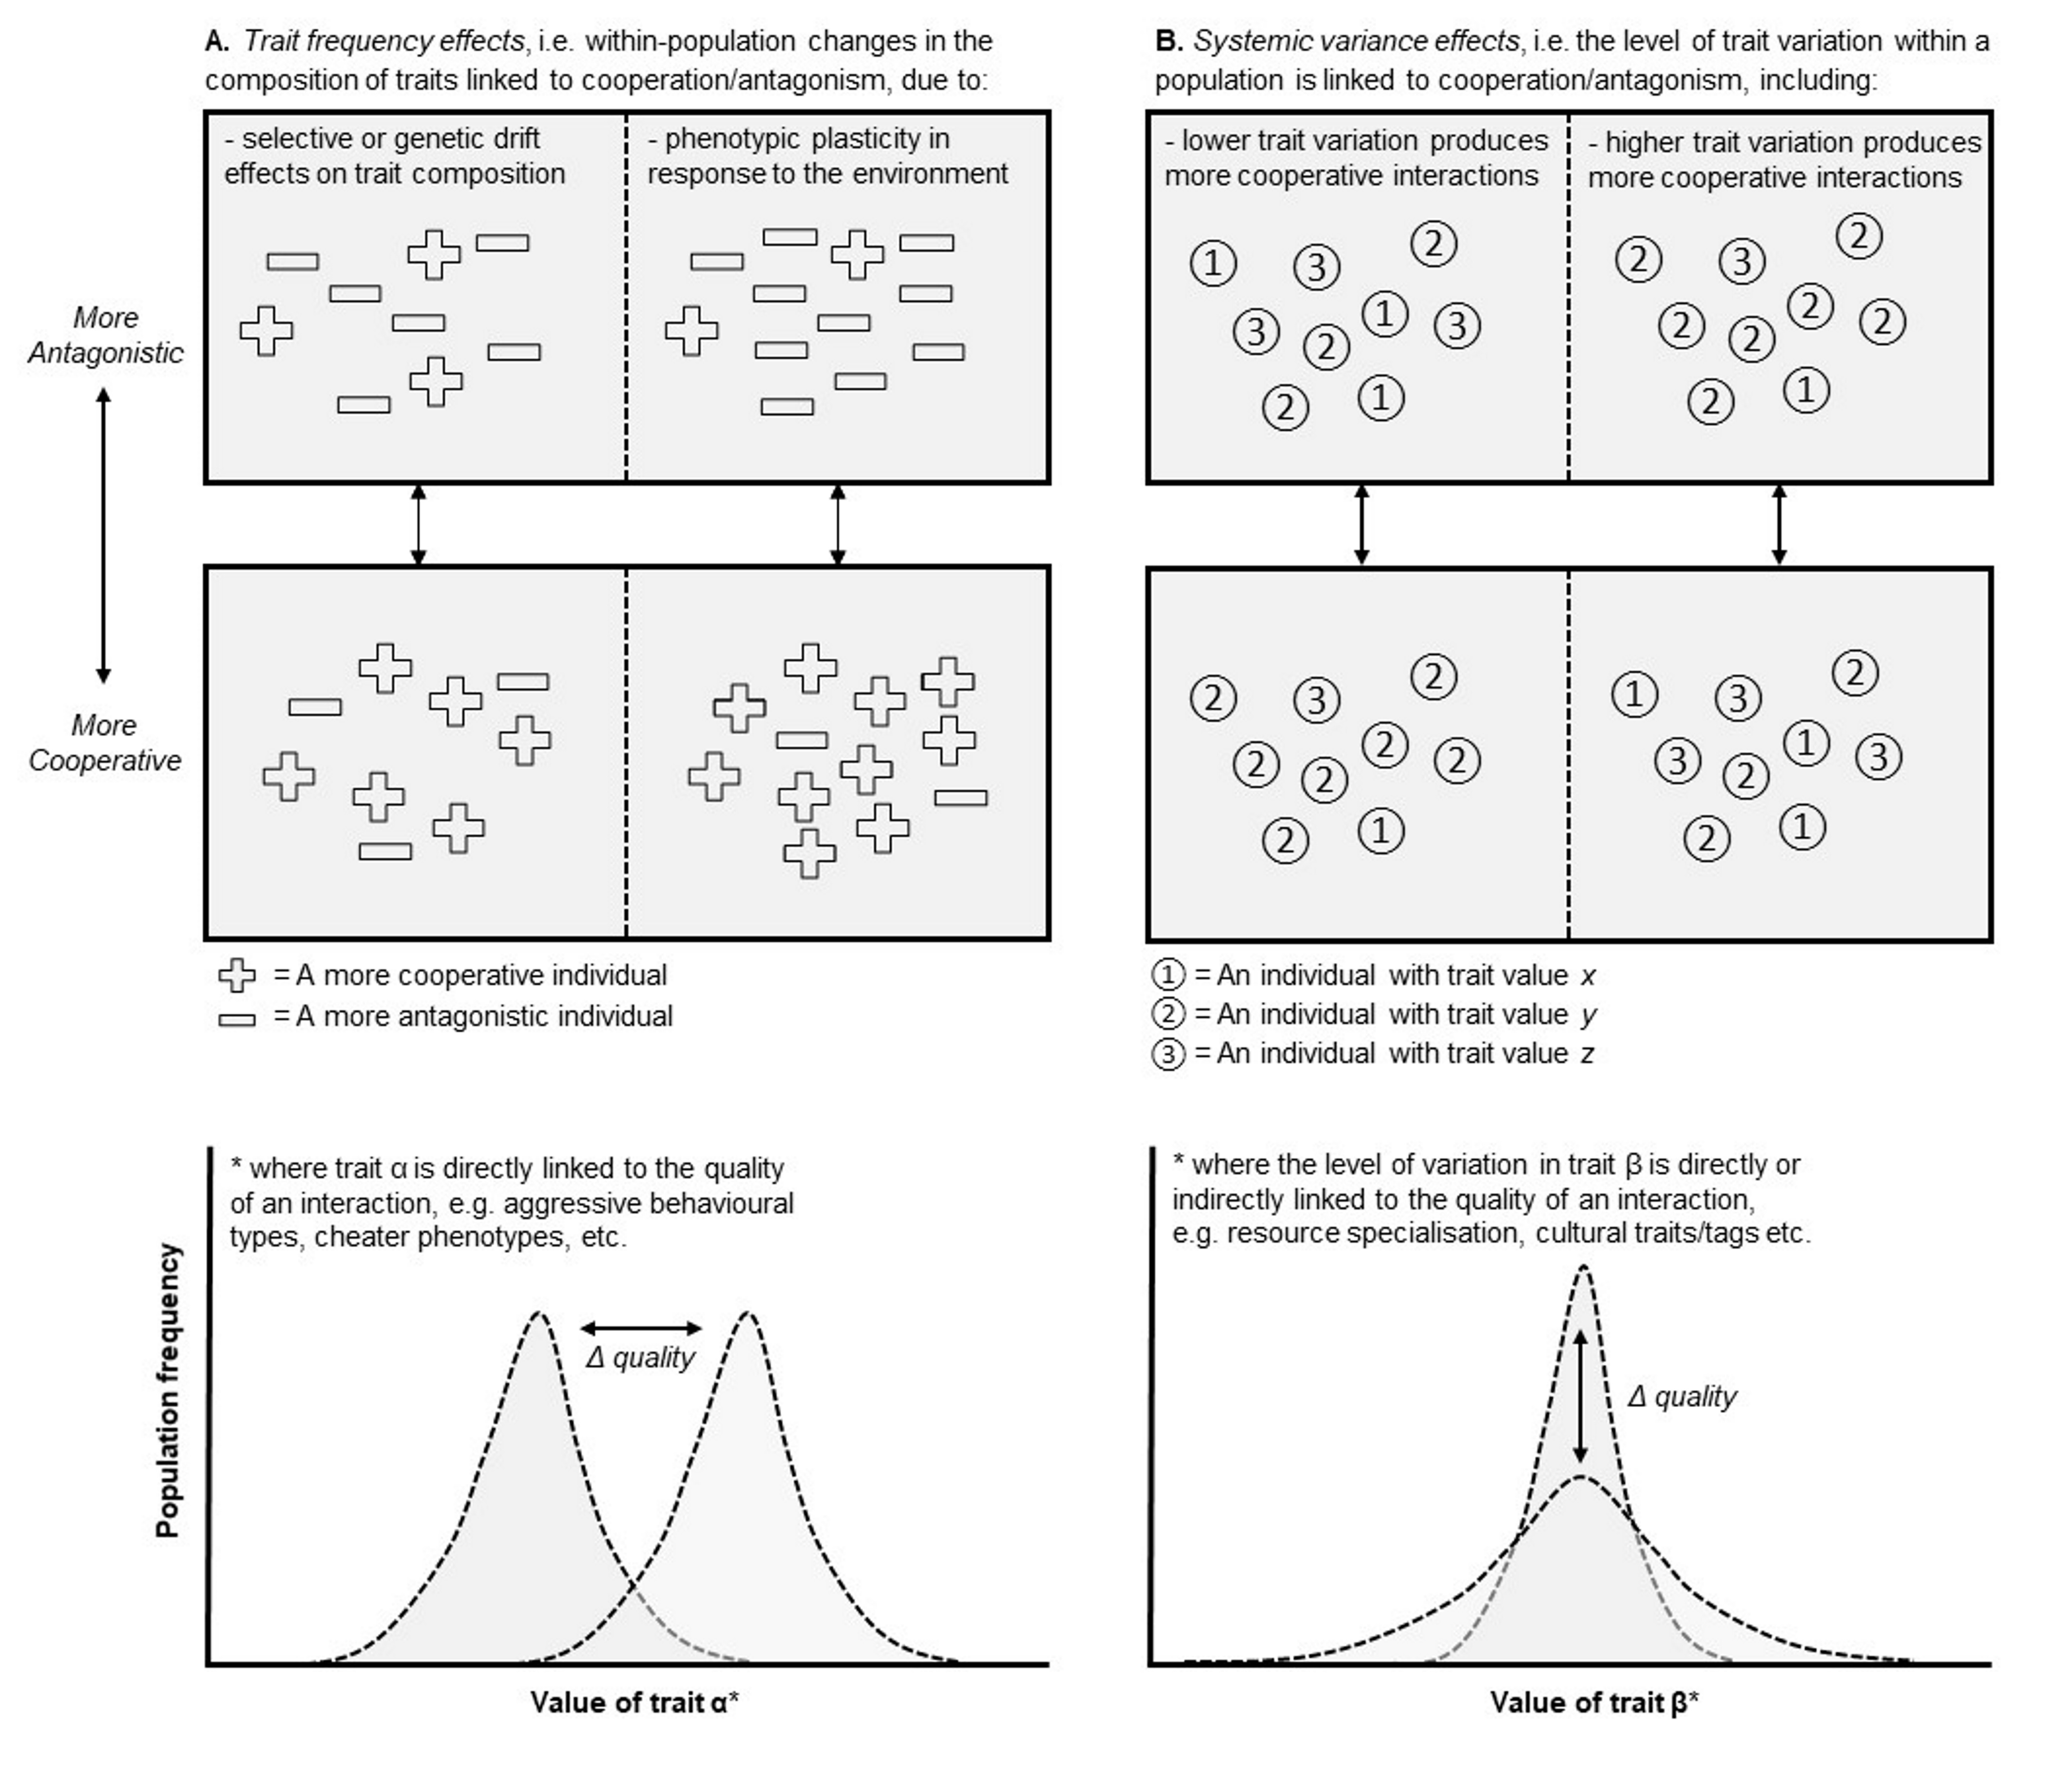 A. Trait frequency effects, i.e. within-population changes in the
composition of traits linked to cooperation/antagonism, due to:
- selective or genetic drift
effects on trait composition
- phenotypic plasticity in
response to the environment
More
Antagonistic
More
Cooperative
= A more cooperative individual
= A more antagonistic individual
B. Systemic variance effects, i.e. the level of trait variation within a
population is linked to cooperation/antagonism, including:
- lower trait variation produces
more cooperative interactions
1 3 2
3 2 1 3
2 1
- higher trait variation produces
more cooperative interactions
2 3 2
2 2 2 2
2 1
2 3 2
2 2 2 2
2 1
1 3 2
3 2 1 3
2 1
1 = An individual with trait value x
2 = An individual with trait value y
3 = An individual with trait value z
* where trait α is directly linked to the quality
of an interaction, e.g. aggressive behavioural
types, cheater phenotypes, etc.
Δ quality
Population frequency
Value of trait α*
* where the level of variation in trait β is directly or
indirectly linked to the quality of an interaction,
e.g. resource specialisation, cultural traits/tags etc.
Δ quality
Value of trait β*